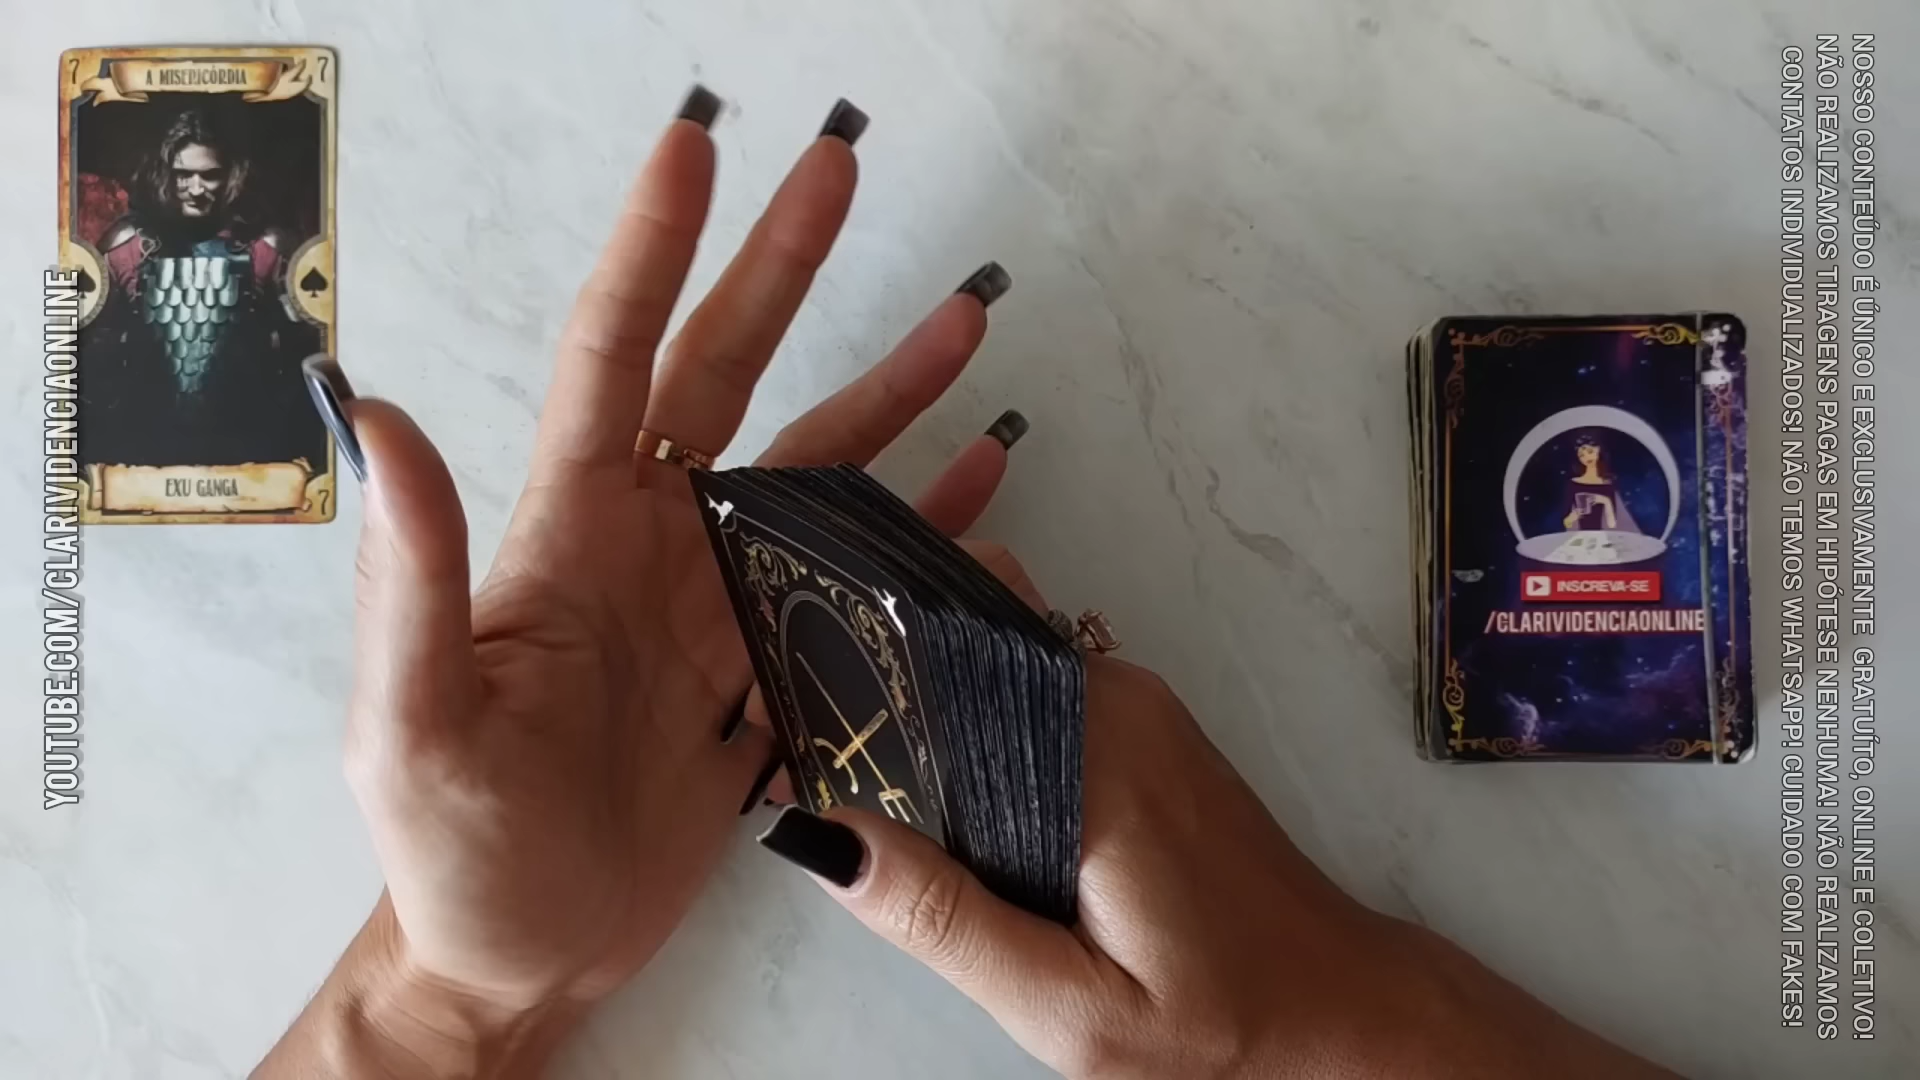 7
A MISERICÓRDIA
7
EXU GANGA
7
YOUTUBE.COM/CLARIVIDENCIAONLINE
INSCREVA-SE
/CLARIVIDENCIAONLINE
NOSSO CONTEÚDO É ÚNICO E EXCLUSIVAMENTE GRATUÍTO, ONLINE E COLETIVO!
NÃO REALIZAMOS TIRAGENS PAGAS EM HIPÓTESE NENHUMA! NÃO REALIZAMOS
CONTATOS INDIVIDUALIZADOS! NÃO TEMOS WHATSAPP! CUIDADO COM FAKES!